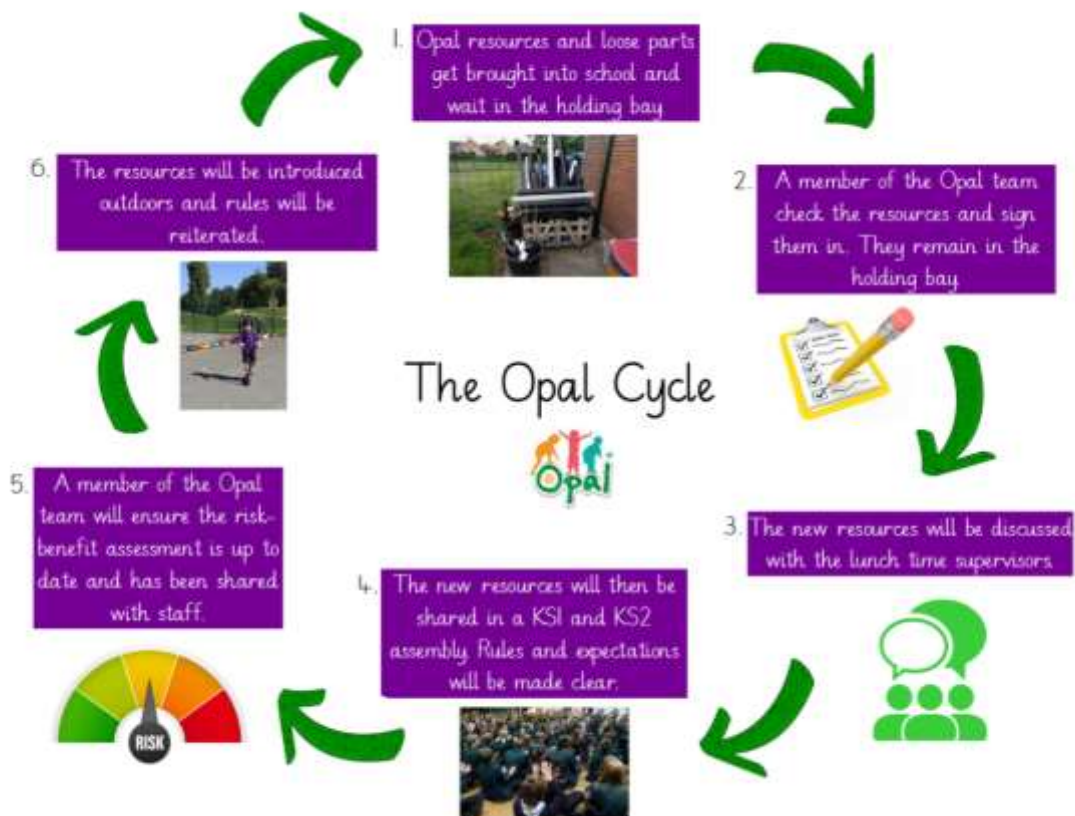 1. Opal resources and loose parts
get brought into school and
wait in the holding bay
2. A member of the Opal team
check the resources and sign
them in. They remain in the
holding bay.
3. The new resources will be discussed
with the lunch time supervisors.
4. The new resources will then be
shared in a KS1 and KS2
assembly. Rules and expectations
will be made clear.
5. A member of the Opal
team will ensure the risk-
benefit assessment is up to
date and has been shared
with staff.
RISK
6. The resources will be introduced
outdoors and rules will be
reiterated.
The Opal Cycle
Opal